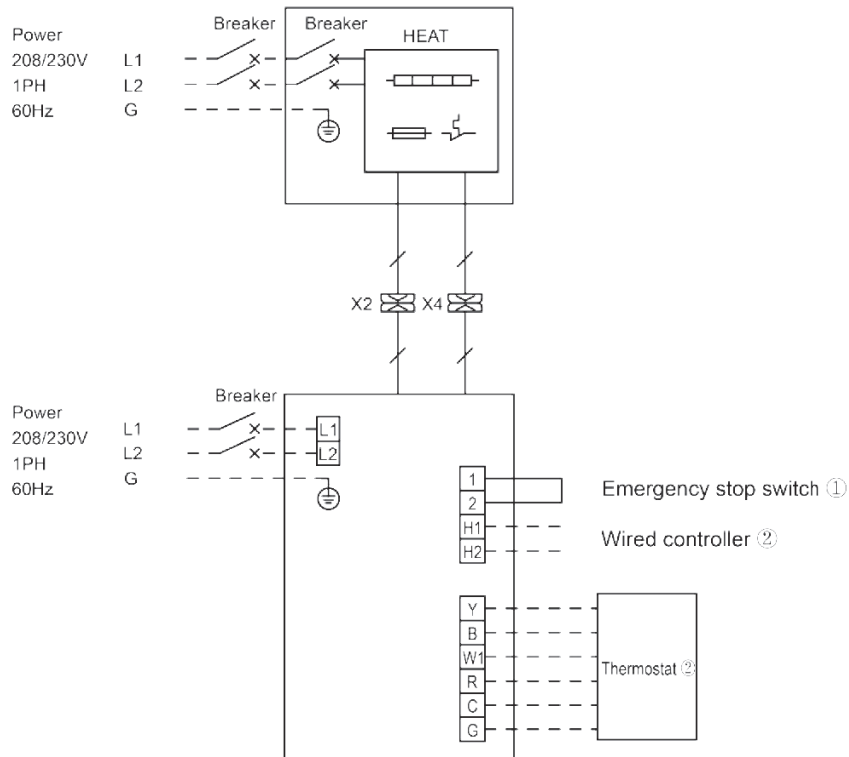 Breaker Breaker
Power
HEAT
208/230V L1
1PH L2
60Hz G
X2 X4
Breaker
Power
L1 L1
208/230V
L2 L2
1PH
G
60Hz
1
2
Emergency stop switch ①
H1
H2
Wired controller ②
Y
B
W1
R
C
G
Thermostat ②